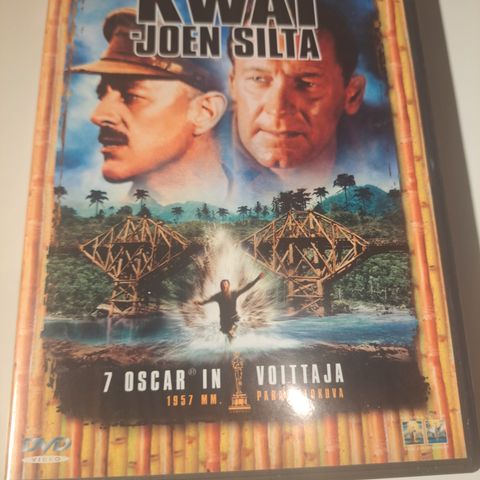 KWAI
-JOEN SILTA
7 OSCAR®IN VOITTAJA
1957 MM.
DVD
VIDEO